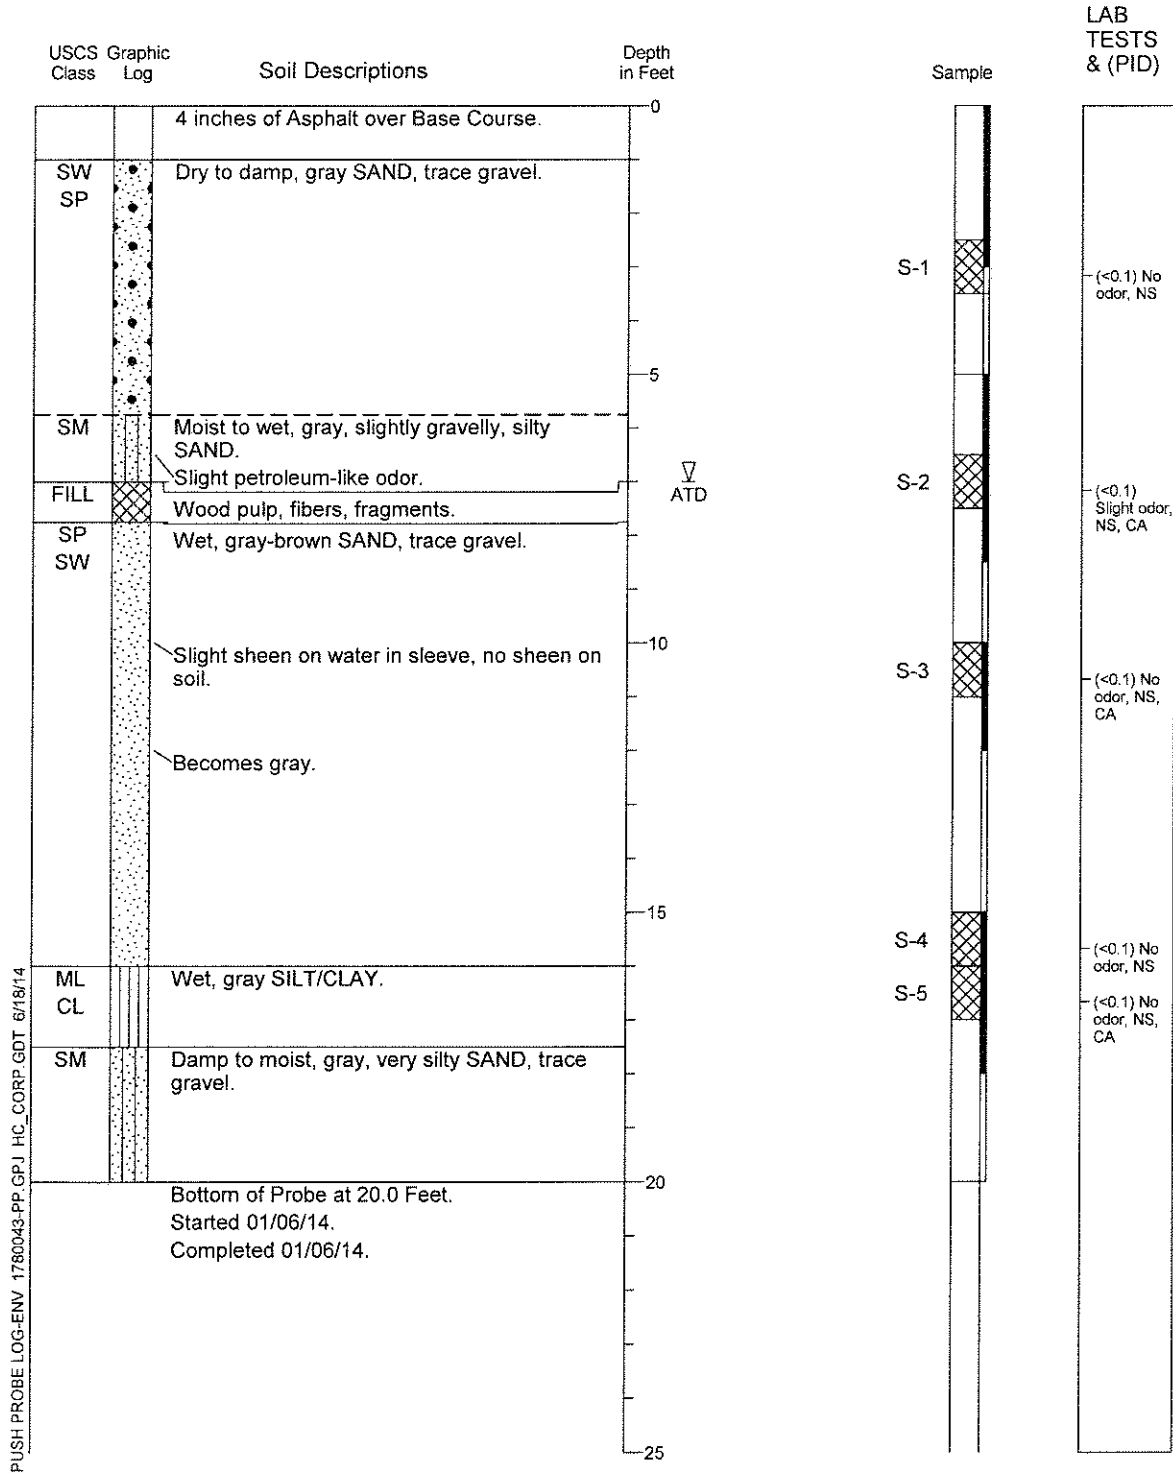 LAB
TESTS
& (PID)
USCS Graphic
Class Log
Soil Descriptions
Depth
in Feet
Sample
0
4 inches of Asphalt over Base Course.
SW
SP
Dry to damp, gray SAND, trace gravel.
S-1
(<0.1) No
odor, NS
5
SM
Moist to wet, gray, slightly gravelly, silty
SAND.
Slight petroleum-like odor.
ATD
S-2
(<0.1)
Slight odor,
NS, CA
FILL
Wood pulp, fibers, fragments.
SP
SW
Wet, gray-brown SAND, trace gravel.
10
Slight sheen on water in sleeve, no sheen on
soil.
S-3
(<0.1) No
odor, NS,
CA
Becomes gray.
15
S-4
(<0.1) No
odor, NS
ML
CL
Wet, gray SILT/CLAY.
S-5
(<0.1) No
odor, NS,
CA
SM
Damp to moist, gray, very silty SAND, trace
gravel.
20
Bottom of Probe at 20.0 Feet.
Started 01/06/14.
Completed 01/06/14.
25
PUSH PROBE LOG-ENV 1780043-PP.GPJ HC_CORP.GDT 6/18/14